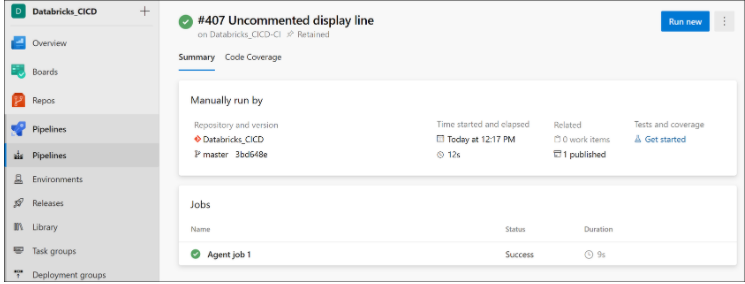 D Databricks_CICD +
Overview
Boards
Repos
Pipelines
Pipelines
Environments
Releases
Library
Task groups
Deployment groups
#407 Uncommented display line
on Databricks_CICD-CI Retained
Run new
Summary Code Coverage
Manually run by
Repository and version
Databricks_CICD
master 3bd648e
Time started and elapsed
Today at 12:17 PM
12s
Related
0 work items
1 published
Tests and coverage
Get started
Jobs
Name Status Duration
Agent job 1 Success 9s